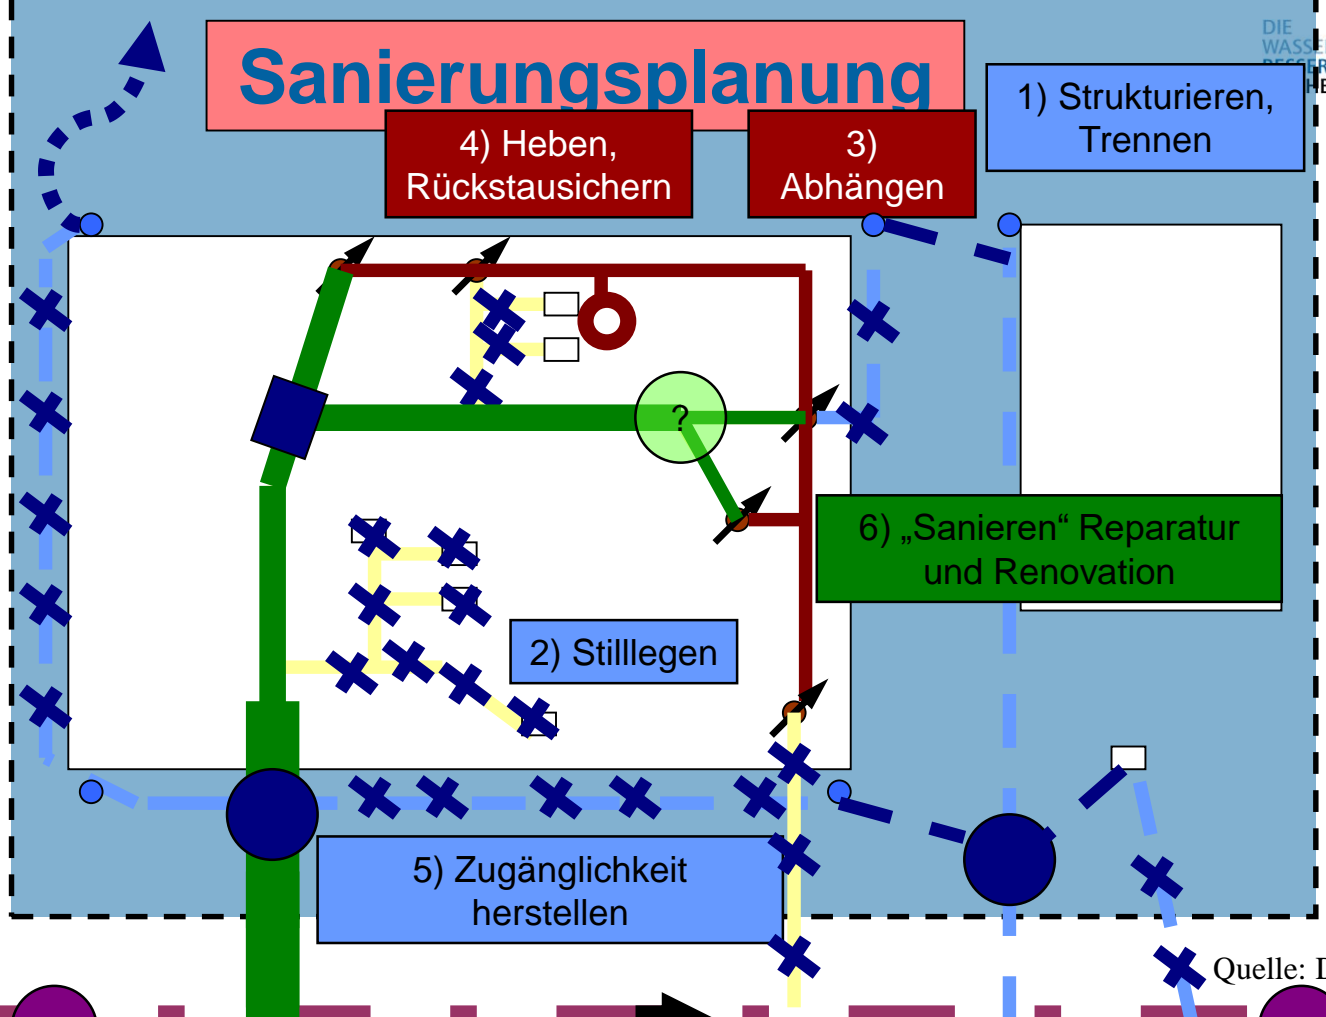 Sanierungsplanung
DIE
1) Strukturieren,
Trennen
4) Heben,
Rückstausichern
3)
Abhängen
?
6) „Sanieren“ Reparatur
und Renovation
2) Stilllegen
5) Zugänglichkeit
herstellen
Quelle: